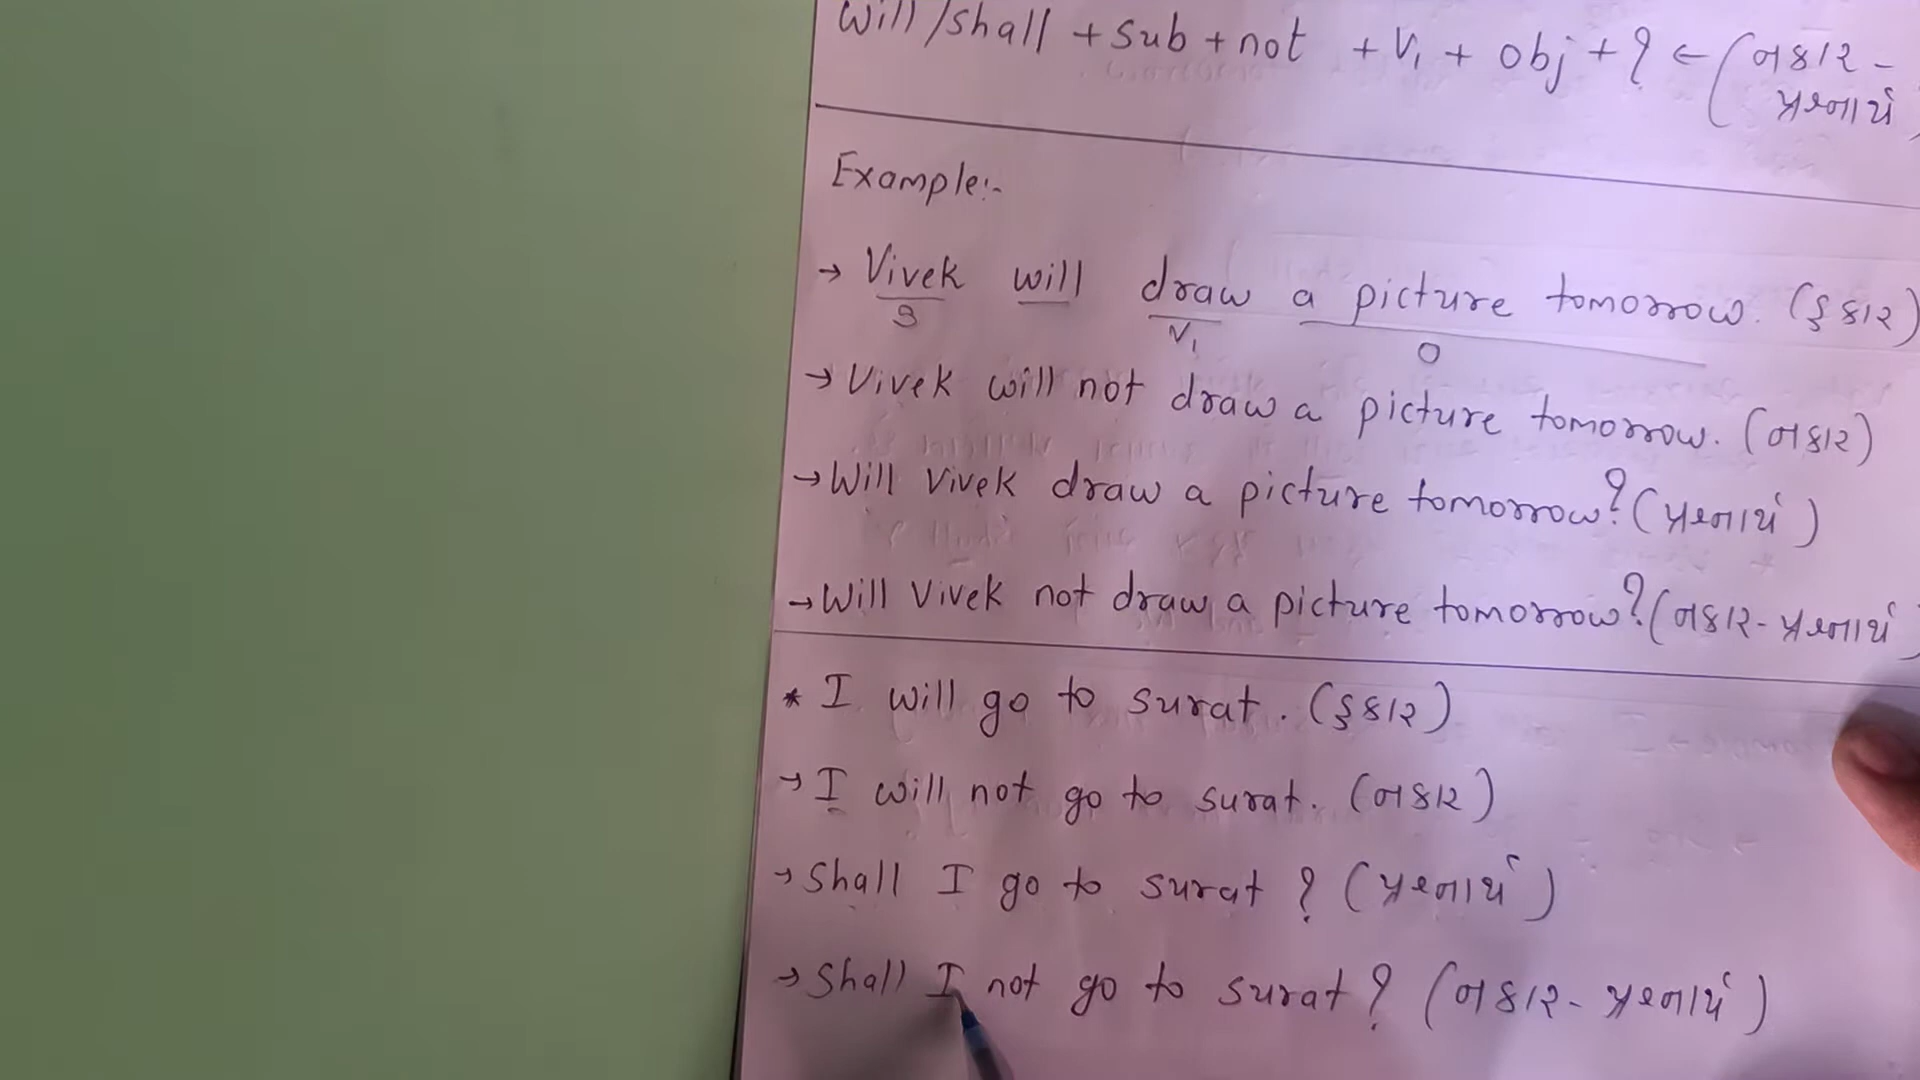 Will/shall + Sub + not + V₁ + obj + ? ← (નકાર-
પ્રશ્નાર્થ
Example:-
→ Vivek will draw a picture tomorrow. (હકાર)
S V₁ O
→ Vivek will not draw a picture tomorrow. (નકાર)
→ Will Vivek draw a picture tomorrow? (પ્રશ્નાર્થ)
→ Will Vivek not draw a picture tomorrow? (નકાર-પ્રશ્નાર્થ)
* I will go to surat. (હકાર)
→ I will not go to surat. (નકાર)
→ Shall I go to surat ? (પ્રશ્નાર્થ)
→ Shall I not go to surat? (નકાર-પ્રશ્નાર્થ)